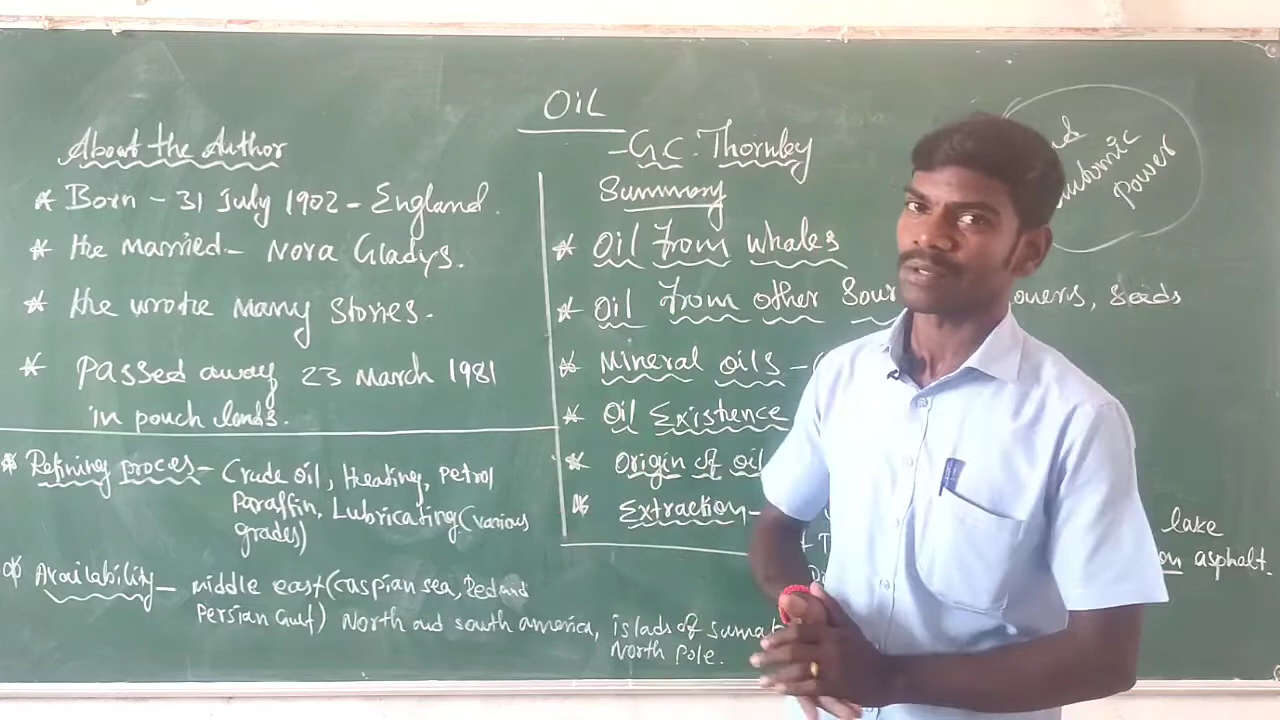 OiL
-G.C. Thornley
About the Author
* Born - 31 July 1902 - England.
* He married - Nora Gladys.
* He wrote many stories.
* Passed away 23 March 1981
in pouch lands.
Summary
* Oil from whales
* Oil from other Sour
seeds
* Mineral oils - (
* Oil Existence
* Origin of oil
* Extraction -
lake
asphalt.
* Refining proces - Crude oil, Heating, petrol
Paraffin, Lubricating (various
grades)
* Availability - middle east (Caspian sea, Red and
Persian Gulf) North and south america, islads of sumat
North Pole.
power